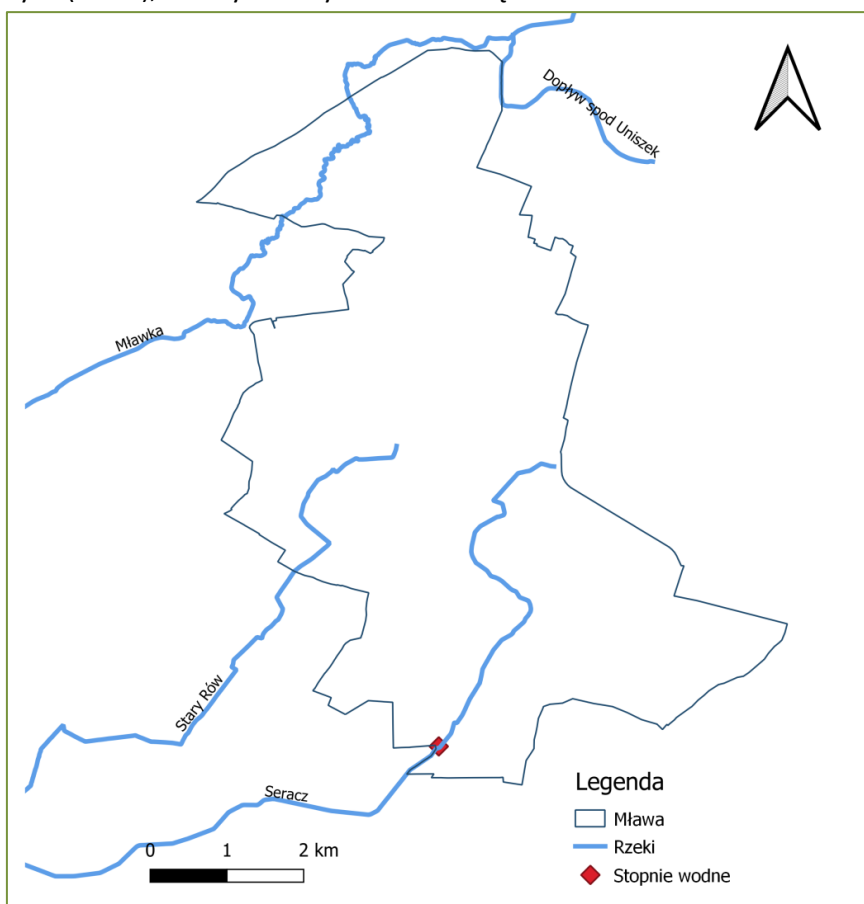 Dopływ spod Uniszek
Mławka
Stary Rów
Seracz
Legenda
Mława
Rzeki
Stopnie wodne
0 1 2 km